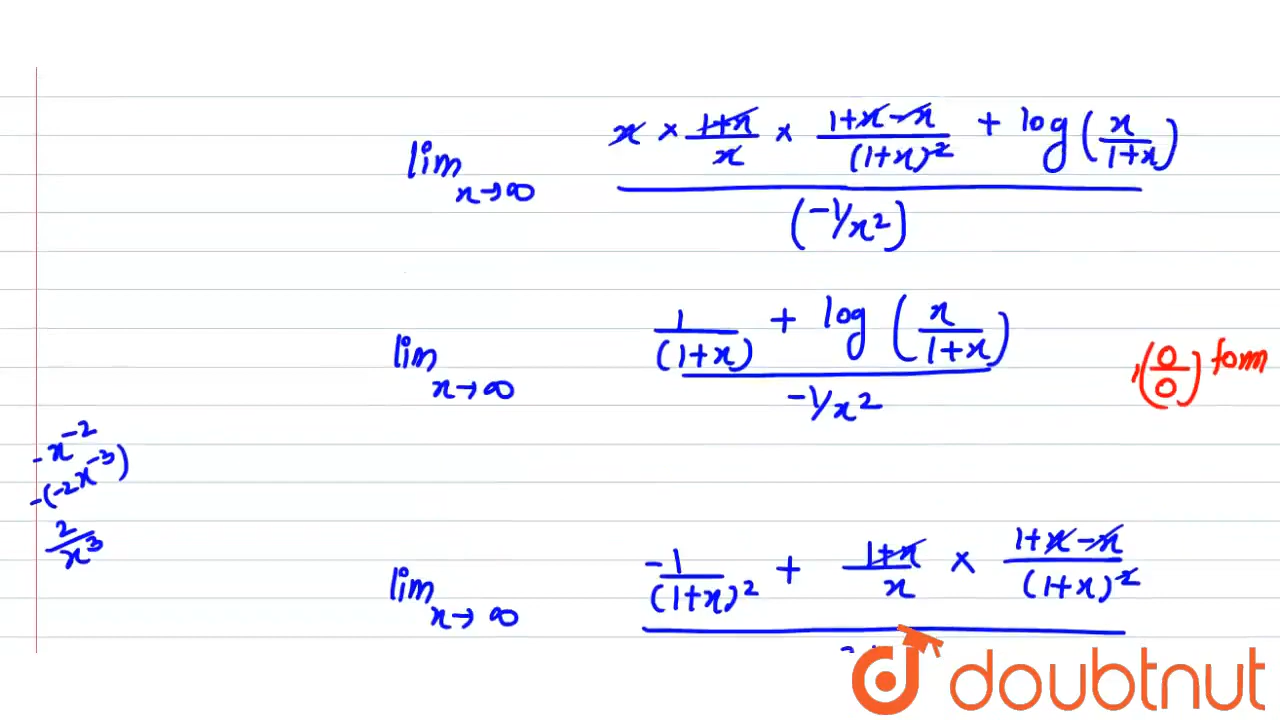 lim x→∞ x × (1+x)/x × (1+x-x)/(1+x)² + log(x/(1+x))
(-1/x²)
lim x→∞ 1/(1+x) + log(x/(1+x))
-1/x²
(0/0) form
-x⁻²
-(-2x⁻³)
2/x³
lim x→∞ -1/(1+x)² + (1+x)/x × (1+x-x)/(1+x)²
doubtnut